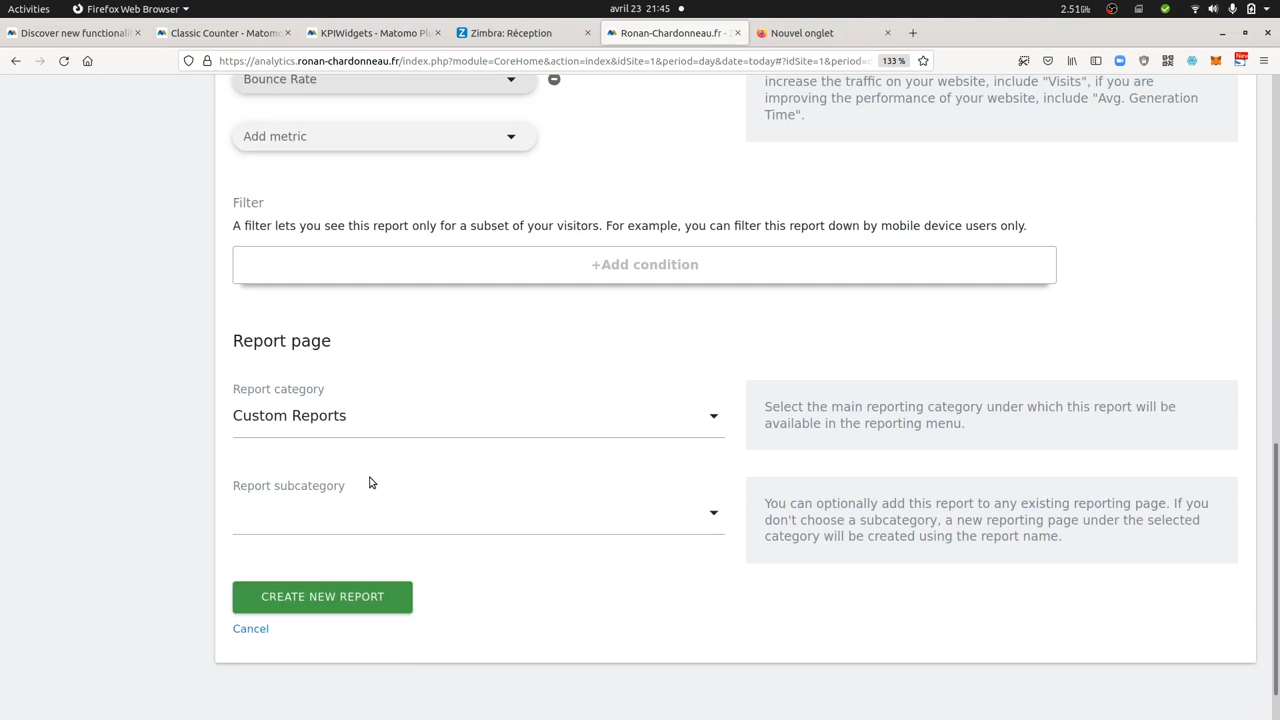 Activities
Firefox Web Browser
avril 23 21:45
2.51GHz
Discover new functionali
Classic Counter - Matomo
KPIWidgets - Matomo Plu
Zimbra: Réception
Ronan-Chardonneau.fr -
Nouvel onglet
https://analytics.ronan-chardonneau.fr/index.php?module=CoreHome&action=index&idSite=1&period=day&date=today#?idSite=1&period=
133 %
New
Bounce Rate
Add metric
increase the traffic on your website, include "Visits", if you are
improving the performance of your website, include "Avg. Generation
Time".
Filter
A filter lets you see this report only for a subset of your visitors. For example, you can filter this report down by mobile device users only.
+Add condition
Report page
Report category
Custom Reports
Select the main reporting category under which this report will be
available in the reporting menu.
Report subcategory
You can optionally add this report to any existing reporting page. If you
don't choose a subcategory, a new reporting page under the selected
category will be created using the report name.
CREATE NEW REPORT
Cancel